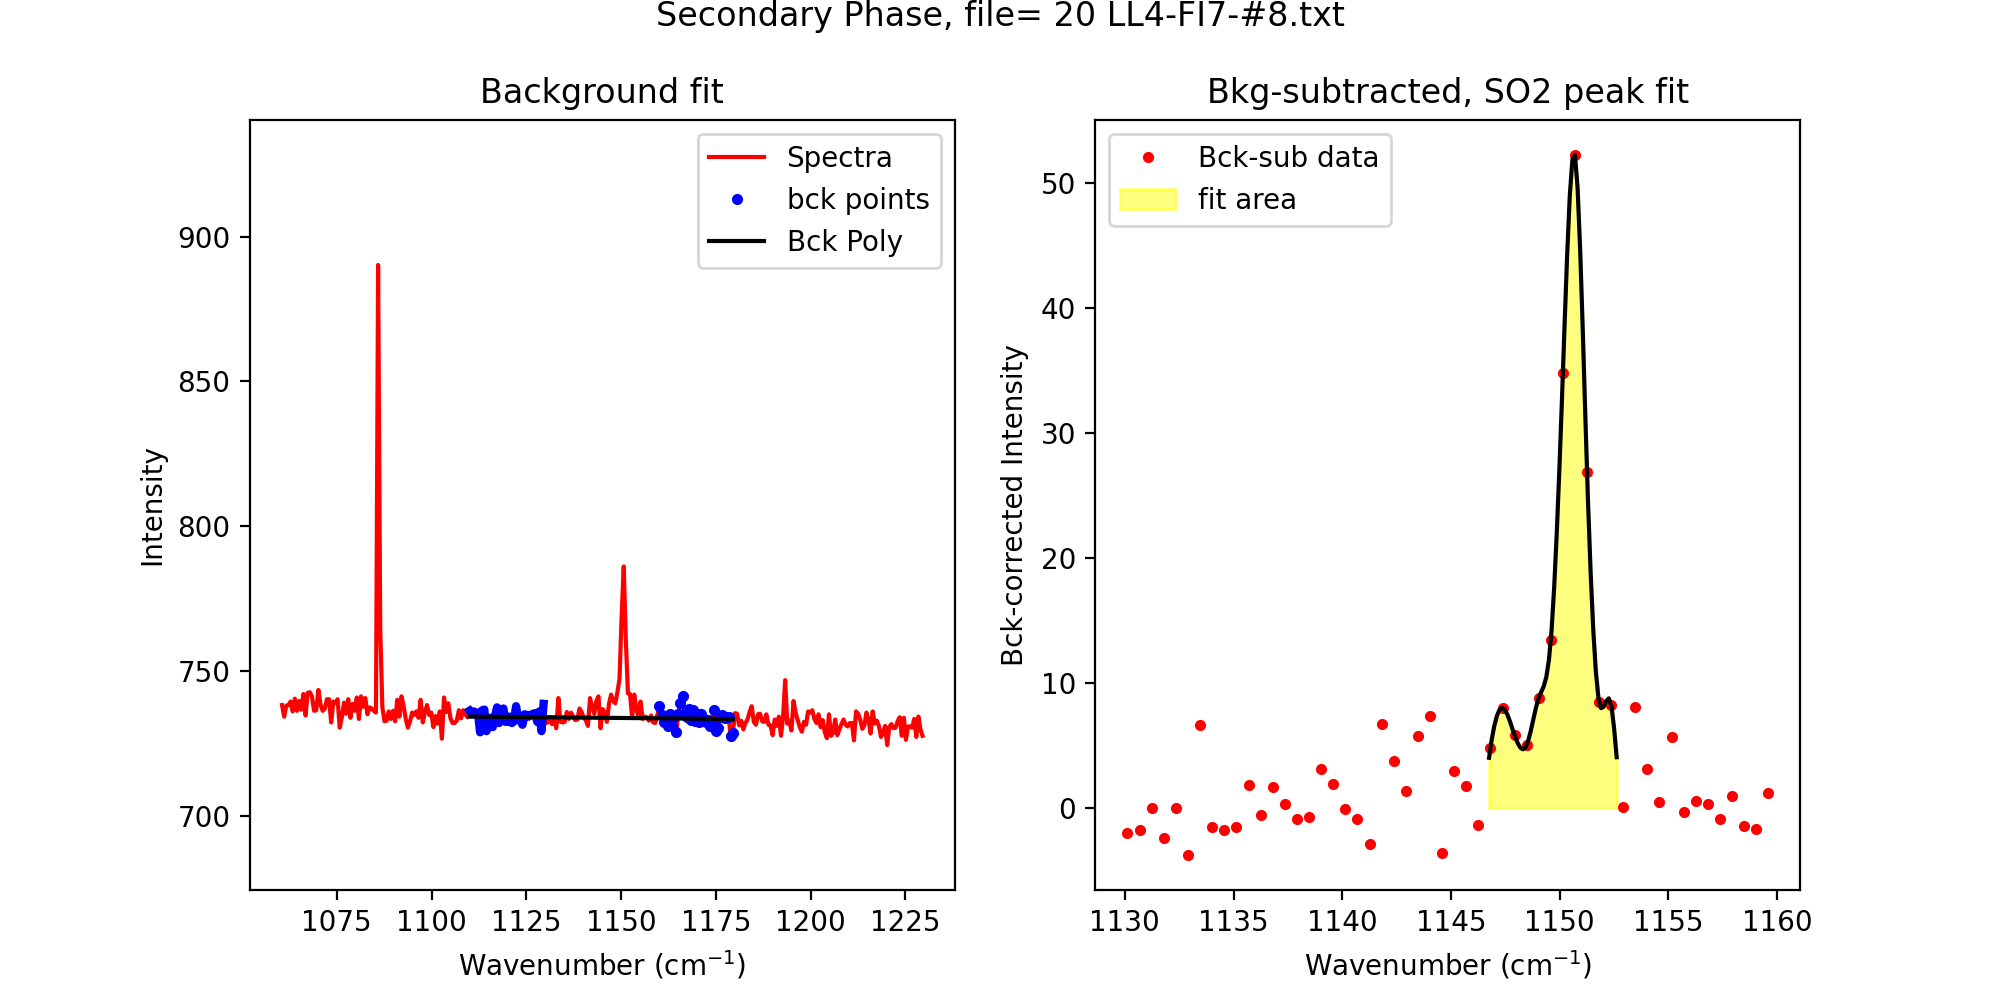 Secondary Phase, file= 20 LL4-FI7-#8.txt
Background fit
Spectra
bck points
Bck Poly
900
850
800
750
700
Intensity
1075 1100 1125 1150 1175 1200 1225
Wavenumber (cm⁻¹)
Bkg-subtracted, SO2 peak fit
Bck-sub data
fit area
50
40
30
20
10
0
Bck-corrected Intensity
1130 1135 1140 1145 1150 1155 1160
Wavenumber (cm⁻¹)